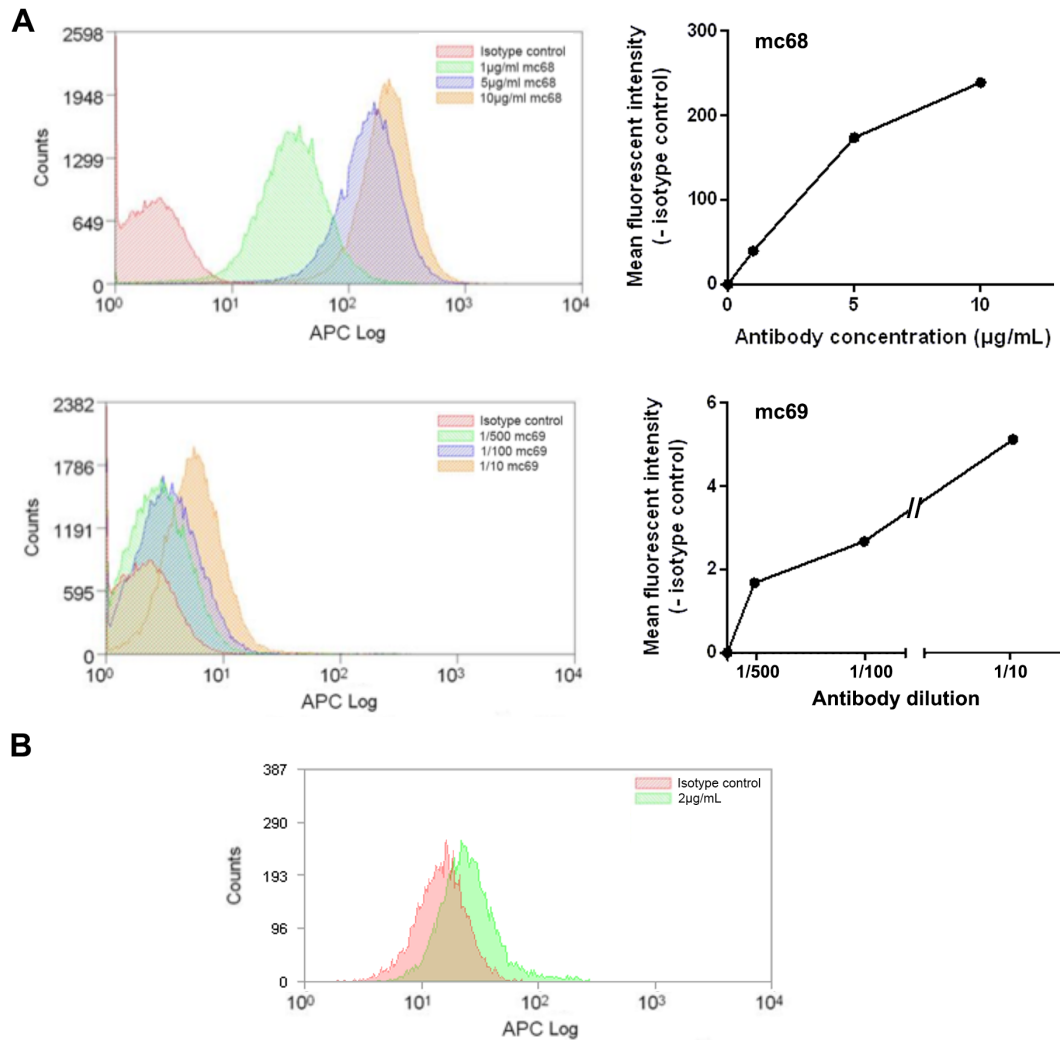 A
2598
1948
1299
649
0
Counts
10⁰
10¹
10²
10³
10⁴
APC Log
Isotype control
1µg/ml mc68
5µg/ml mc68
10µg/ml mc68
mc68
300
200
100
0
Mean fluorescent intensity
(- isotype control)
0
5
10
Antibody concentration (µg/mL)
2382
1786
1191
595
0
Counts
10⁰
10¹
10²
10³
10⁴
APC Log
Isotype control
1/500 mc69
1/100 mc69
1/10 mc69
mc69
6
4
2
0
Mean fluorescent intensity
(- isotype control)
1/500
1/100
1/10
Antibody dilution
B
387
290
193
96
0
Counts
10⁰
10¹
10²
10³
10⁴
APC Log
Isotype control
2µg/mL